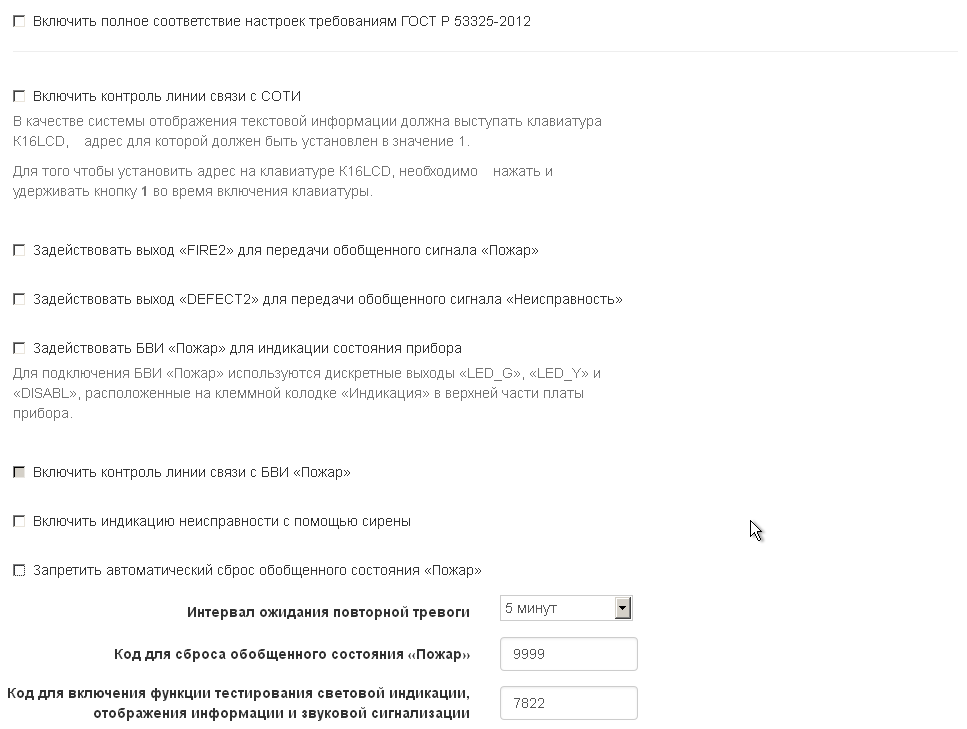 Включить полное соответствие настроек требованиям ГОСТ Р 53325-2012
Включить контроль линии связи с СОТИ
В качестве системы отображения текстовой информации должна выступать клавиатура
K16LCD, адрес для которой должен быть установлен в значение 1.
Для того чтобы установить адрес на клавиатуре K16LCD, необходимо нажать и
удерживать кнопку 1 во время включения клавиатуры.
Задействовать выход «FIRE2» для передачи обобщенного сигнала «Пожар»
Задействовать выход «DEFECT2» для передачи обобщенного сигнала «Неисправность»
Задействовать БВИ «Пожар» для индикации состояния прибора
Для подключения БВИ «Пожар» используются дискретные выходы «LED_G», «LED_Y» и
«DISABL», расположенные на клеммной колодке «Индикация» в верхней части платы
прибора.
Включить контроль линии связи с БВИ «Пожар»
Включить индикацию неисправности с помощью сирены
Запретить автоматический сброс обобщенного состояния «Пожар»
Интервал ожидания повторной тревоги 5 минут
Код для сброса обобщенного состояния «Пожар» 9999
Код для включения функции тестирования световой индикации,
отображения информации и звуковой сигнализации 7822